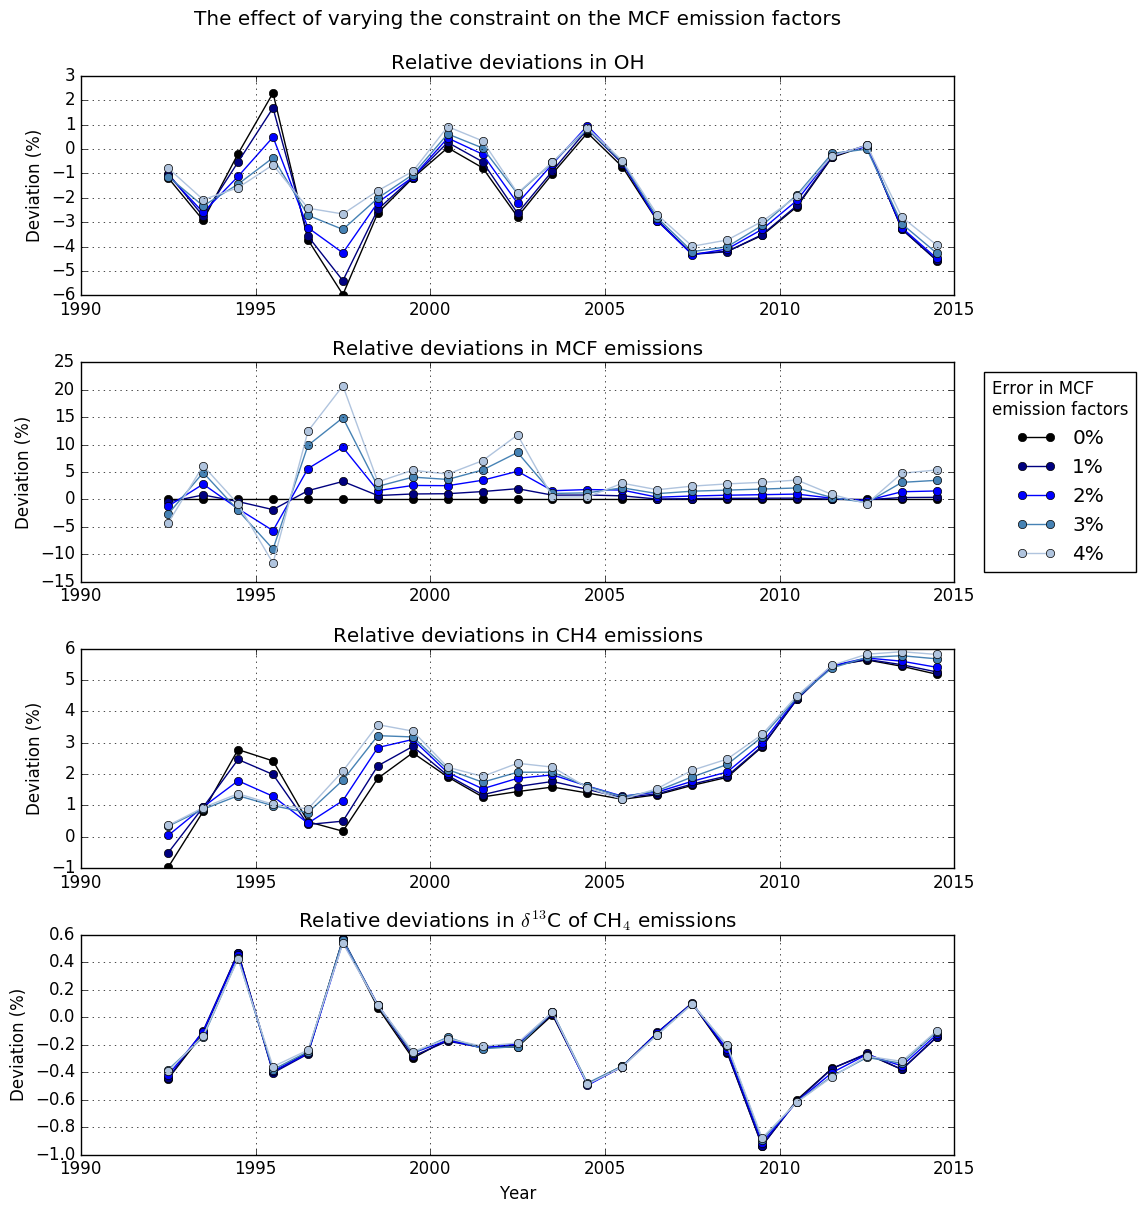 The effect of varying the constraint on the MCF emission factors
Relative deviations in OH
3
2
1
0
−1
−2
−3
−4
−5
−6
Deviation (%)
1990 1995 2000 2005 2010 2015
Relative deviations in MCF emissions
25
20
15
10
5
0
−5
−10
−15
Deviation (%)
1990 1995 2000 2005 2010 2015
Error in MCF
emission factors
0%
1%
2%
3%
4%
Relative deviations in CH4 emissions
6
5
4
3
2
1
0
−1
Deviation (%)
1990 1995 2000 2005 2010 2015
Relative deviations in δ¹³C of CH₄ emissions
0.6
0.4
0.2
0.0
−0.2
−0.4
−0.6
−0.8
−1.0
Deviation (%)
1990 1995 2000 2005 2010 2015
Year